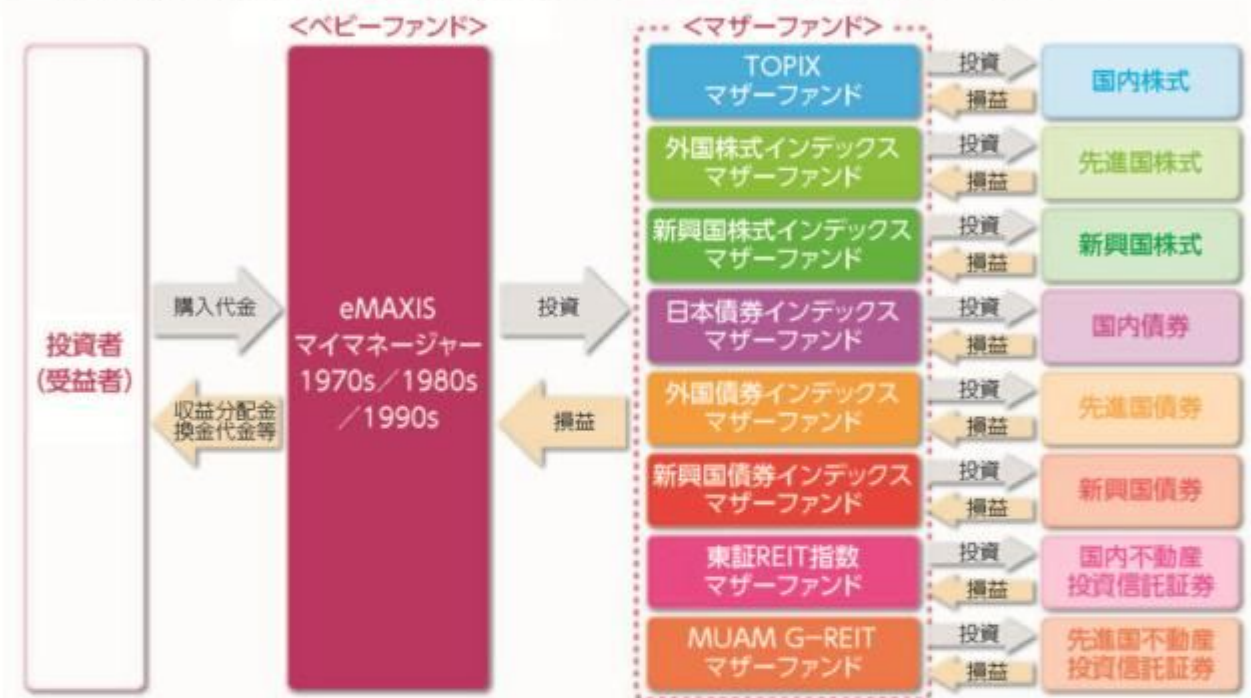 <ベビーファンド>
<マザーファンド>
投資者
(受益者)
購入代金
収益分配金
換金代金等
eMAXIS
マイマネージャー
1970s/1980s
/1990s
投資
損益
TOPIX
マザーファンド
投資
損益
国内株式
外国株式インデックス
マザーファンド
投資
損益
先進国株式
新興国株式インデックス
マザーファンド
投資
損益
新興国株式
日本債券インデックス
マザーファンド
投資
損益
国内債券
外国債券インデックス
マザーファンド
投資
損益
先進国債券
新興国債券インデックス
マザーファンド
投資
損益
新興国債券
東証REIT指数
マザーファンド
投資
損益
国内不動産
投資信託証券
MUAM G-REIT
マザーファンド
投資
損益
先進国不動産
投資信託証券